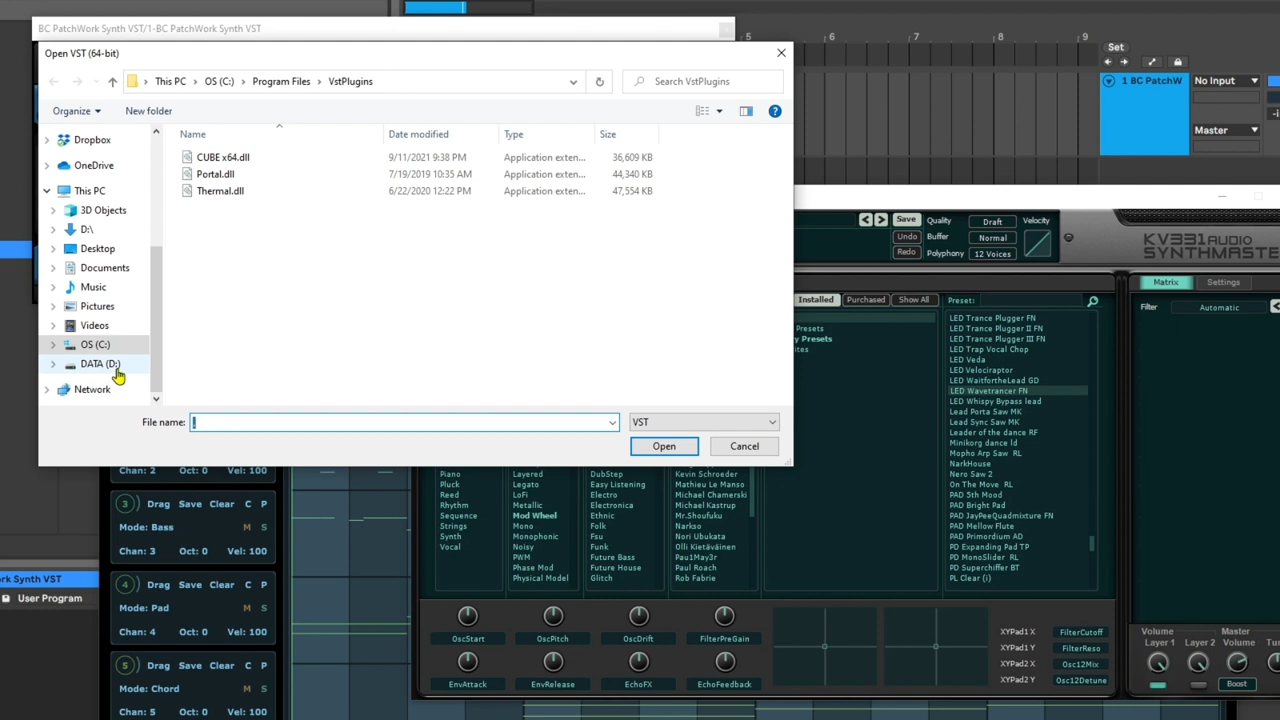 BC PatchWork Synth VST/1-BC PatchWork Synth VST
Open VST (64-bit)
This PC > OS (C:) > Program Files > VstPlugins
Search VstPlugins
Organize
New folder
Name Date modified Type Size
CUBE x64.dll 9/11/2021 9:38 PM Application exten... 36,609 KB
Portal.dll 7/19/2019 10:35 AM Application exten... 44,340 KB
Thermal.dll 6/22/2020 12:22 PM Application exten... 47,554 KB
Dropbox
OneDrive
This PC
3D Objects
D:\
Desktop
Documents
Music
Pictures
Videos
OS (C:)
DATA (D:)
Network
File name:
VST
Open Cancel
5 6 7 8 9
Set
1 BC PatchW
No Input
Master
Save
Undo
Redo
Quality Draft
Buffer Normal
Polyphony 12 Voices
Velocity
KV331 AUDIO
SYNTHMASTE
Installed Purchased Show All
Preset:
Matrix Settings
Filter Automatic
LED Trance Plugger FN
LED Trance Plugger II FN
LED Trance Plugger III FN
LED Trap Vocal Chop
LED Veda
LED Velociraptor
LED WaitfortheLead GD
LED Wavetrancer FN
LED Whispy Bypass lead
Lead Porta Saw MK
Lead Sync Saw MK
Leader of the dance RF
Minikorg dance ld
Mopho Arp Saw RL
NarkHouse
Nero Saw 2
On The Move RL
PAD 5th Mood
PAD Bright Pad
PAD JayPeeQuadmixture FN
PAD Mellow Flute
PAD Primordium AD
PD Expanding Pad TP
PD MonoSlider RL
PD Superchiffer BT
PL Clear (i)
Piano
Pluck
Reed
Rhythm
Sequence
Strings
Synth
Vocal
Layered
Legato
LoFi
Metallic
Mod Wheel
Mono
Monophonic
Noisy
PWM
Phase Mod
Physical Model
DubStep
Easy Listening
Electro
Electronica
Ethnic
Folk
Fsu
Funk
Future Bass
Future House
Glitch
Kevin Schroeder
Mathieu Le Manso
Michael Chamerski
Michael Kastrup
Mr.Shoufuku
Narkso
Nori Ubukata
Olli Kietäväinen
Pau1May3r
Paul Roach
Rob Fabrie
Chan: 2 Oct: 0 Vel: 100
3 Drag Save Clear C P
Mode: Bass M S
Chan: 3 Oct: 0 Vel: 100
4 Drag Save Clear C P
Mode: Pad M S
Chan: 4 Oct: 0 Vel: 100
5 Drag Save Clear C P
Mode: Chord M S
Chan: 5 Oct: 0 Vel: 100
ork Synth VST
User Program
OscStart OscPitch OscDrift FilterPreGain
EnvAttack EnvRelease EchoFX EchoFeedback
XYPad1 X FilterCutoff
XYPad1 Y FilterReso
XYPad2 X Osc12Mix
XYPad2 Y Osc12Detune
Volume
Layer 1 Layer 2
Master
Volume
Boost